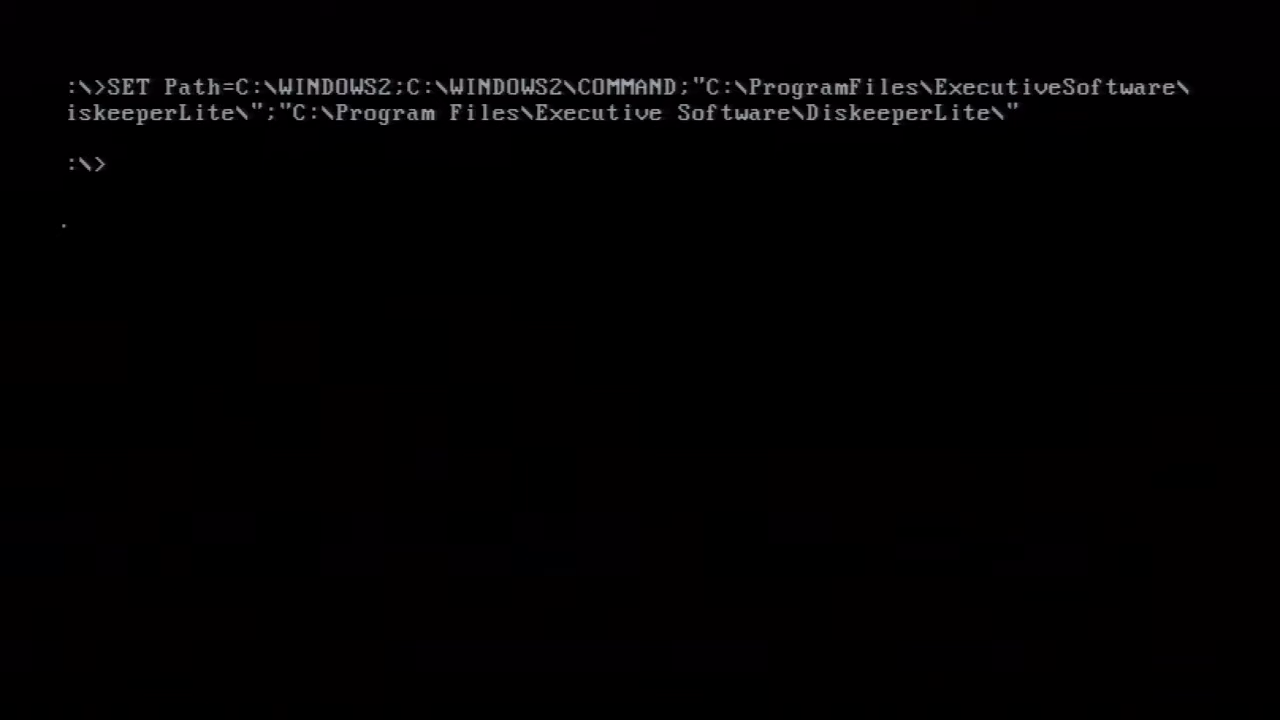 :\>SET Path=C:\WINDOWS2;C:\WINDOWS2\COMMAND;"C:\ProgramFiles\ExecutiveSoftware\
iskeeperLite\";"C:\Program Files\Executive Software\DiskeeperLite\"
:\>